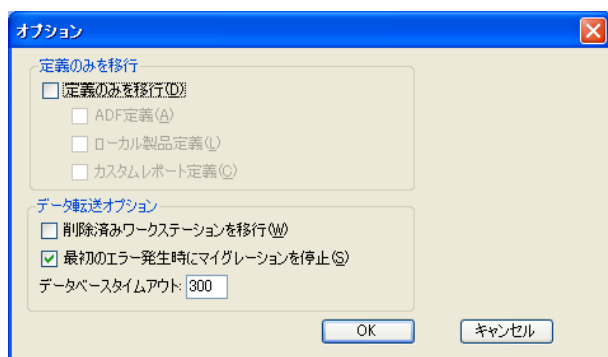 オプション
定義のみを移行
定義のみを移行(D)
ADF定義(A)
ローカル製品定義(L)
カスタムレポート定義(C)
データ転送オプション
削除済みワークステーションを移行(W)
最初のエラー発生時にマイグレーションを停止(S)
データベースタイムアウト: 300
OK キャンセル